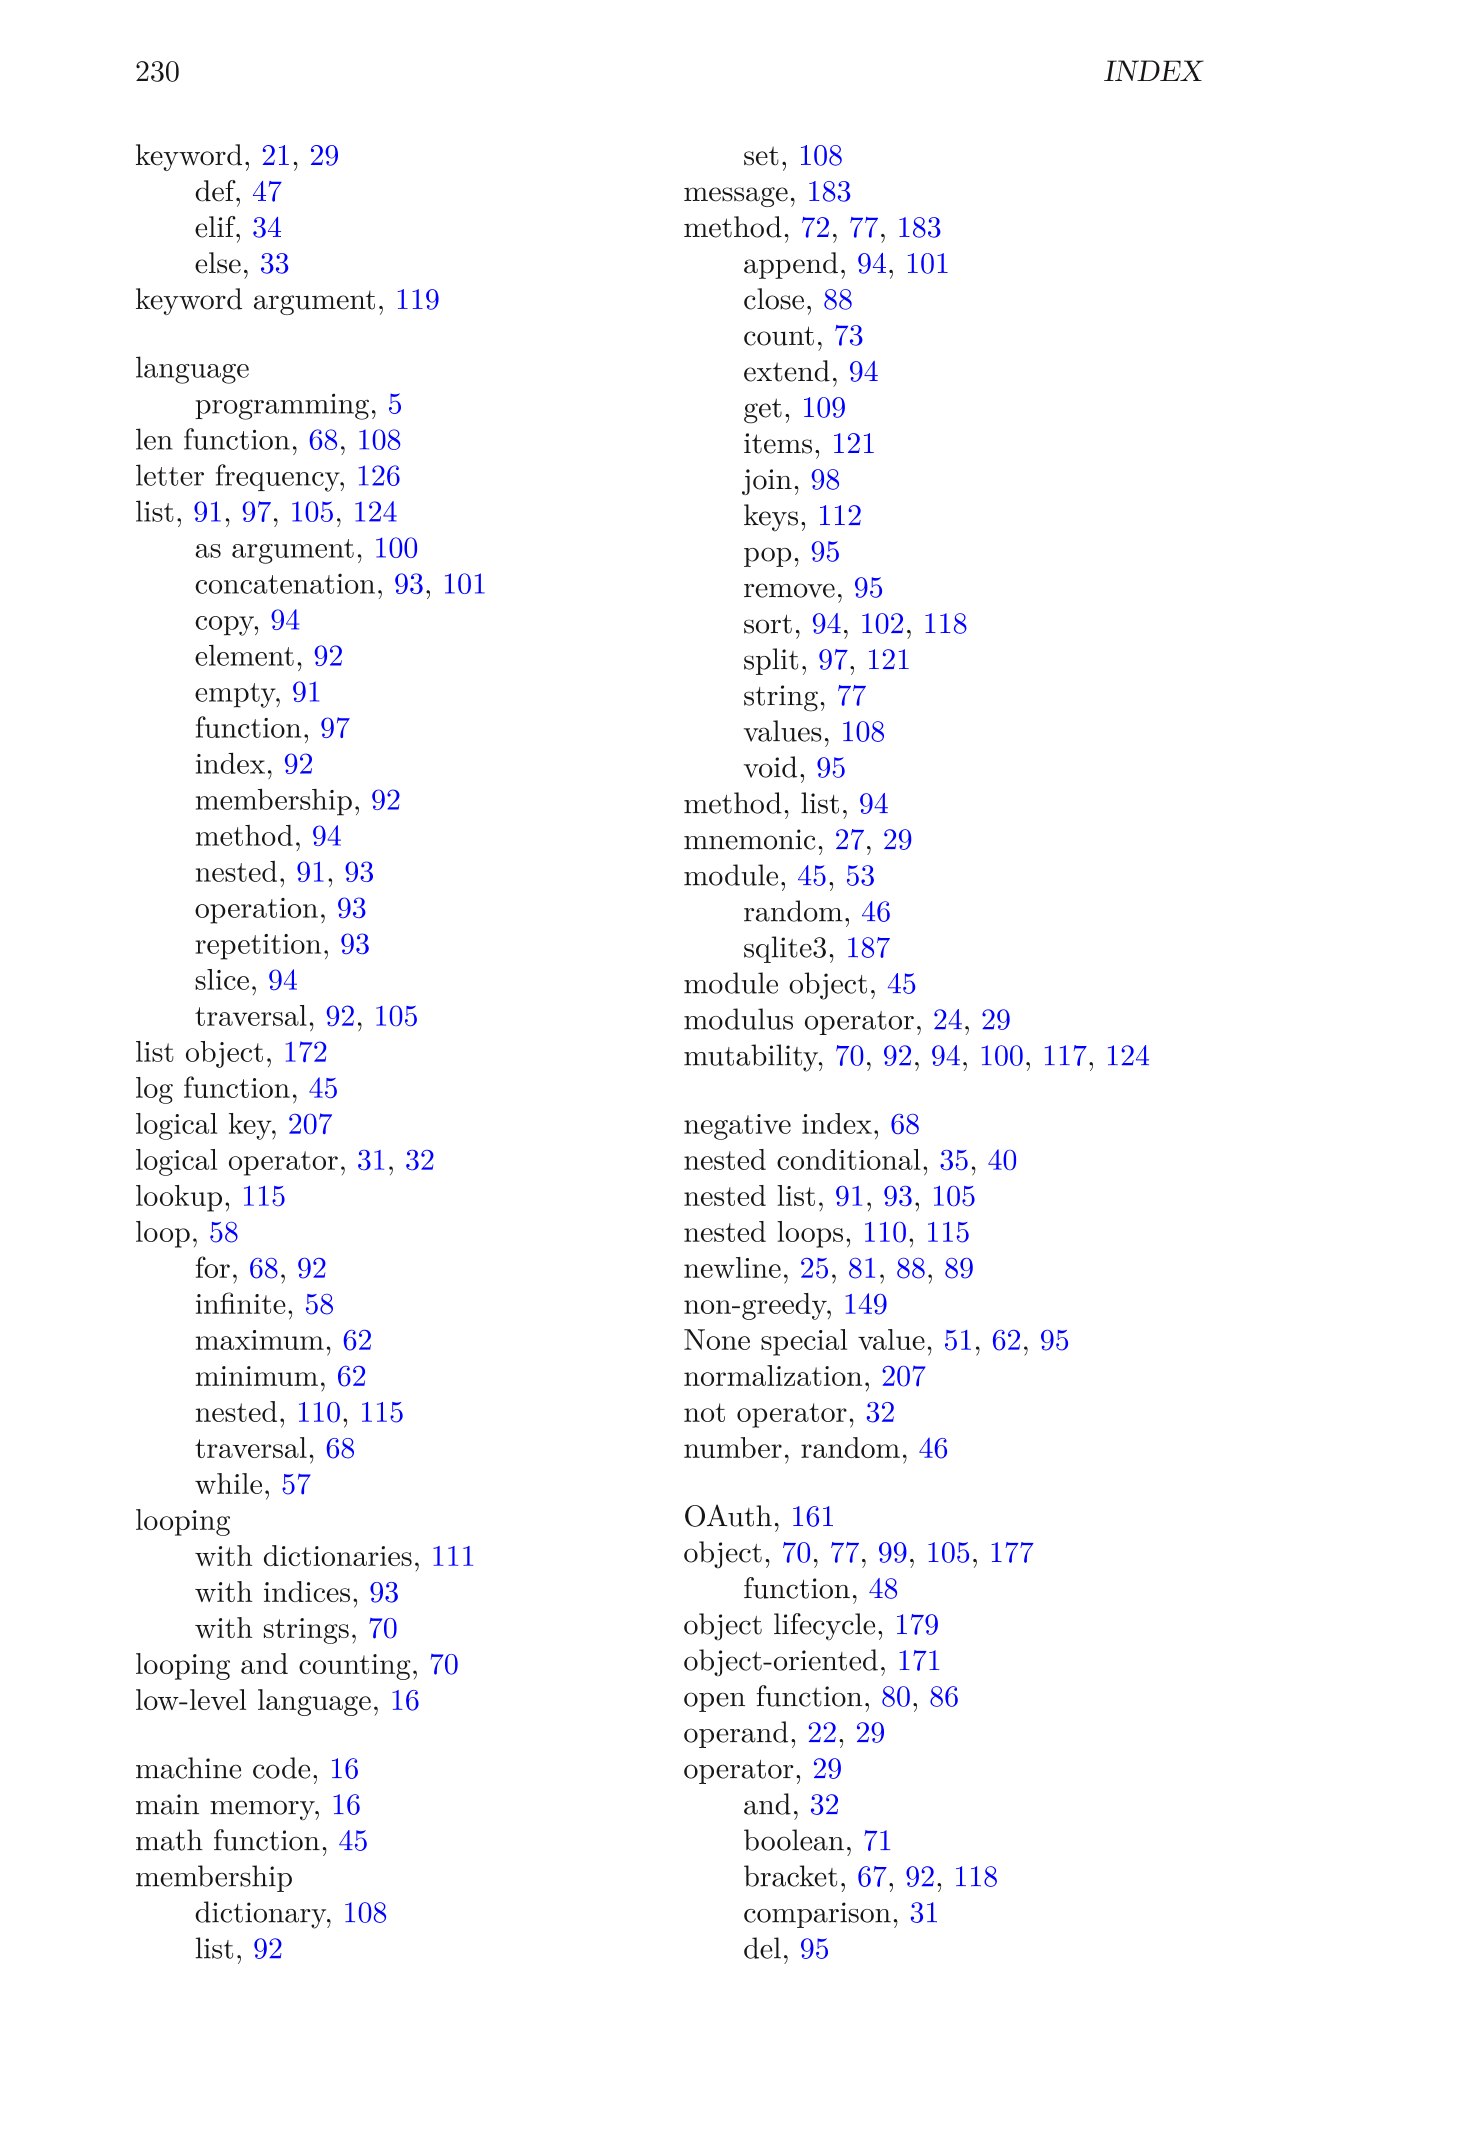 230
INDEX
keyword, 21, 29
def, 47
elif, 34
else, 33
keyword argument, 119
language
programming, 5
len function, 68, 108
letter frequency, 126
list, 91, 97, 105, 124
as argument, 100
concatenation, 93, 101
copy, 94
element, 92
empty, 91
function, 97
index, 92
membership, 92
method, 94
nested, 91, 93
operation, 93
repetition, 93
slice, 94
traversal, 92, 105
list object, 172
log function, 45
logical key, 207
logical operator, 31, 32
lookup, 115
loop, 58
for, 68, 92
infinite, 58
maximum, 62
minimum, 62
nested, 110, 115
traversal, 68
while, 57
looping
with dictionaries, 111
with indices, 93
with strings, 70
looping and counting, 70
low-level language, 16
machine code, 16
main memory, 16
math function, 45
membership
dictionary, 108
list, 92
set, 108
message, 183
method, 72, 77, 183
append, 94, 101
close, 88
count, 73
extend, 94
get, 109
items, 121
join, 98
keys, 112
pop, 95
remove, 95
sort, 94, 102, 118
split, 97, 121
string, 77
values, 108
void, 95
method, list, 94
mnemonic, 27, 29
module, 45, 53
random, 46
sqlite3, 187
module object, 45
modulus operator, 24, 29
mutability, 70, 92, 94, 100, 117, 124
negative index, 68
nested conditional, 35, 40
nested list, 91, 93, 105
nested loops, 110, 115
newline, 25, 81, 88, 89
non-greedy, 149
None special value, 51, 62, 95
normalization, 207
not operator, 32
number, random, 46
OAuth, 161
object, 70, 77, 99, 105, 177
function, 48
object lifecycle, 179
object-oriented, 171
open function, 80, 86
operand, 22, 29
operator, 29
and, 32
boolean, 71
bracket, 67, 92, 118
comparison, 31
del, 95